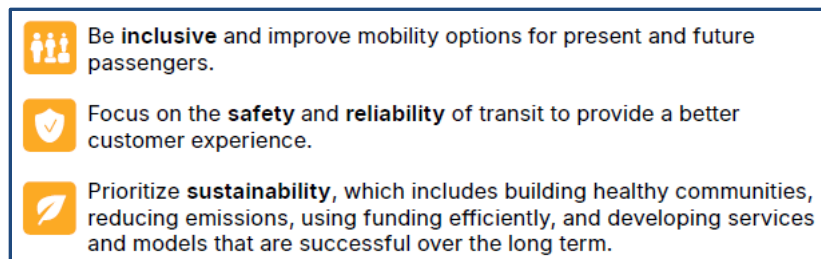 Be inclusive and improve mobility options for present and future
passengers.
Focus on the safety and reliability of transit to provide a better
customer experience.
Prioritize sustainability, which includes building healthy communities,
reducing emissions, using funding efficiently, and developing services
and models that are successful over the long term.